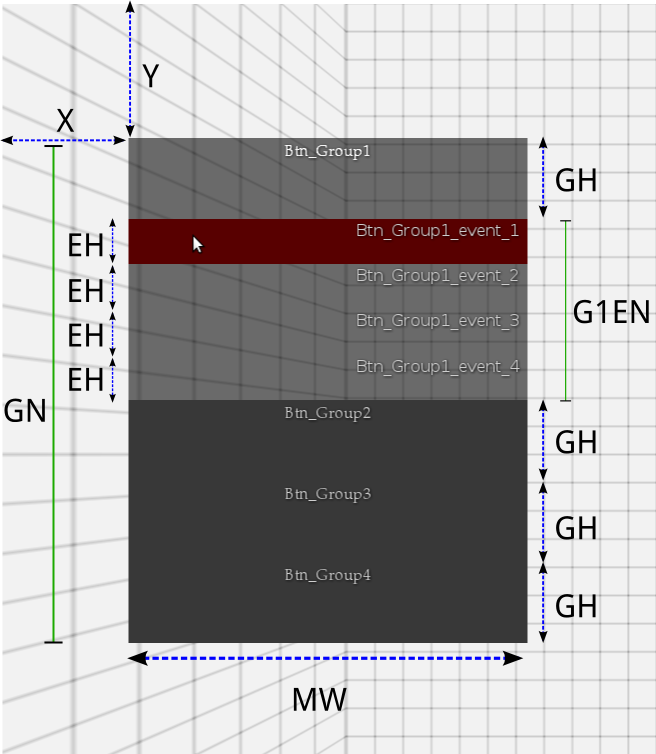 Y
X
Btn_Group1
GH
Btn_Group1_event_1
EH
Btn_Group1_event_2
EH
G1EN
Btn_Group1_event_3
EH
Btn_Group1_event_4
EH
GN
Btn_Group2
GH
Btn_Group3
GH
Btn_Group4
GH
MW